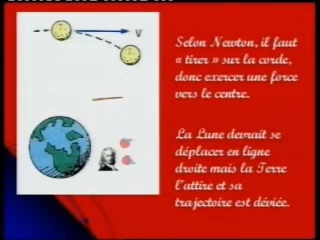 V
Selon Newton, il faut
« tirer » sur la corde,
donc exercer une force
vers le centre.
La Lune devrait se
déplacer en ligne
droite mais la Terre
l'attire et sa
trajectoire est déviée.